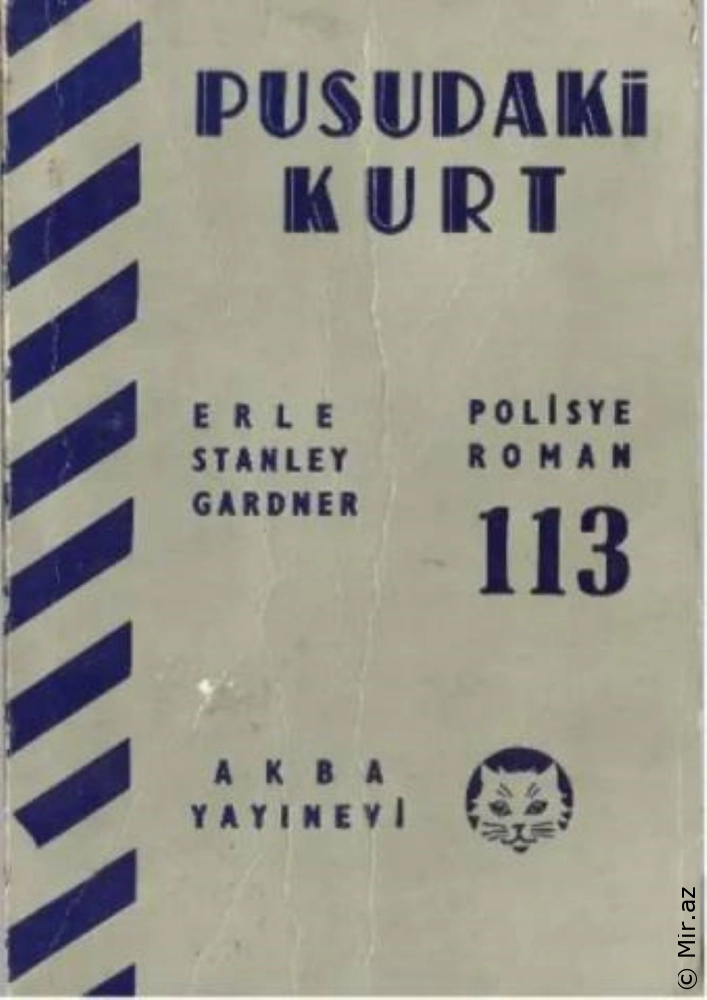 PUSUDAKİ
KURT
ERLE
STANLEY
GARDNER
POLİSYE
ROMAN
113
AKBA
YAYINEVİ
© Mir.az